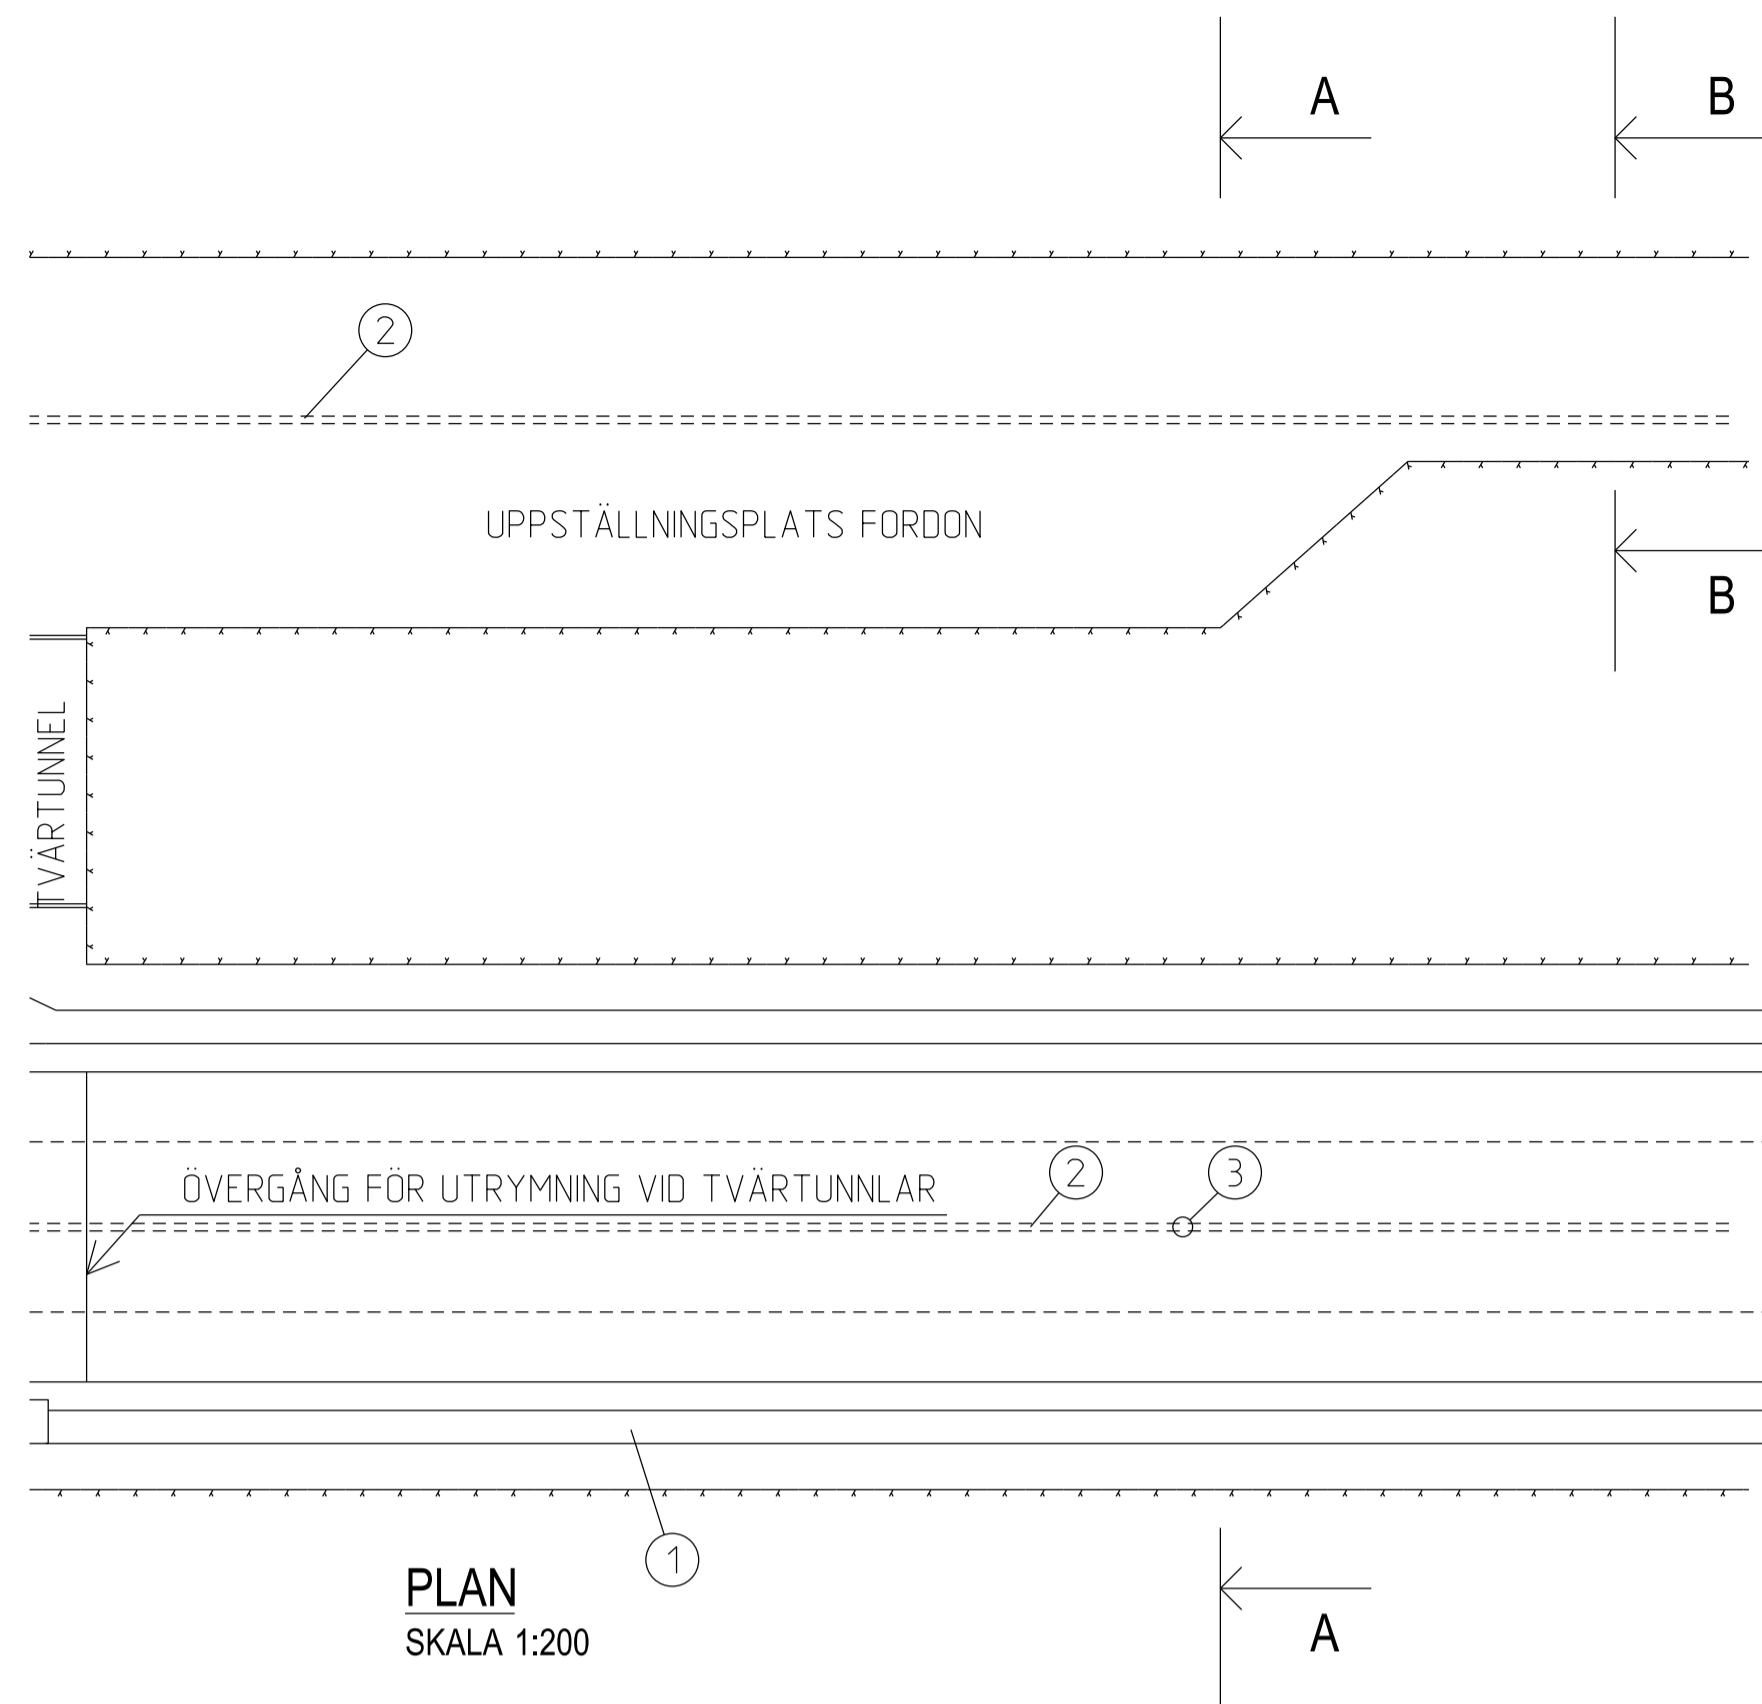 A
B
2
UPPSTÄLLNINGSPLATS FORDON
B
TVÄRTUNNEL
ÖVERGÅNG FÖR UTRYMNING VID TVÄRTUNNLAR
2
3
1
PLAN
SKALA 1:200
A